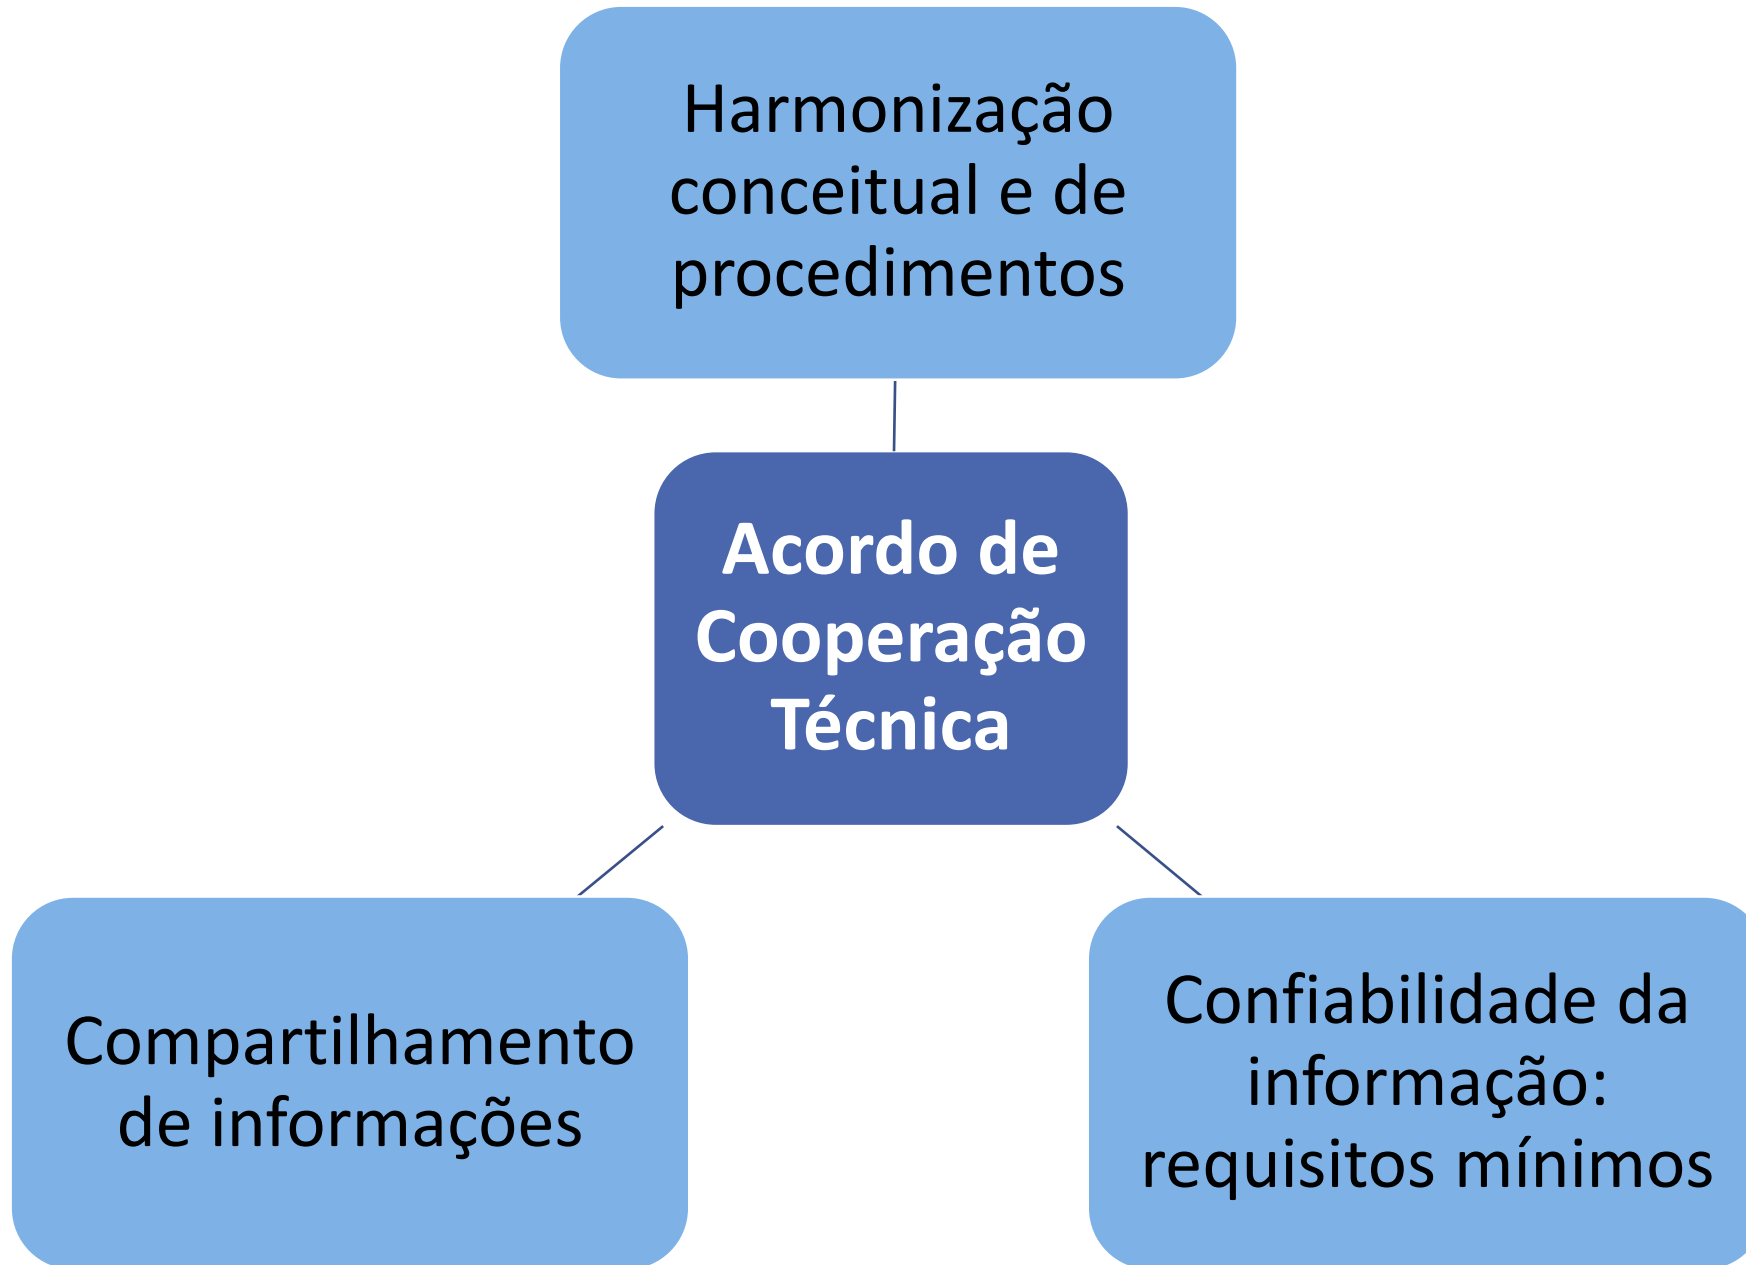 Harmonização
conceitual e de
procedimentos
Acordo de
Cooperação
Técnica
Compartilhamento
de informações
Confiabilidade da
informação:
requisitos mínimos